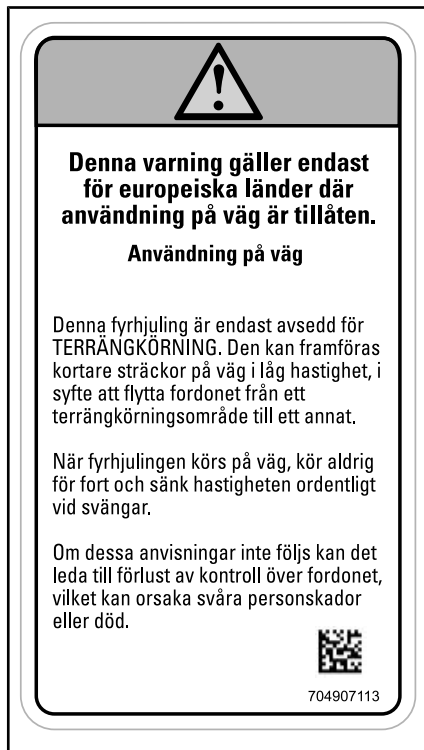 Denna varning gäller endast
för europeiska länder där
användning på väg är tillåten.
Användning på väg
Denna fyrhjuling är endast avsedd för
TERRÄNGKÖRNING. Den kan framföras
kortare sträckor på väg i låg hastighet, i
syfte att flytta fordonet från ett
terrängkörningsområde till ett annat.
När fyrhjulingen körs på väg, kör aldrig
för fort och sänk hastigheten ordentligt
vid svängar.
Om dessa anvisningar inte följs kan det
leda till förlust av kontroll över fordonet,
vilket kan orsaka svåra personskador
eller död.
704907113